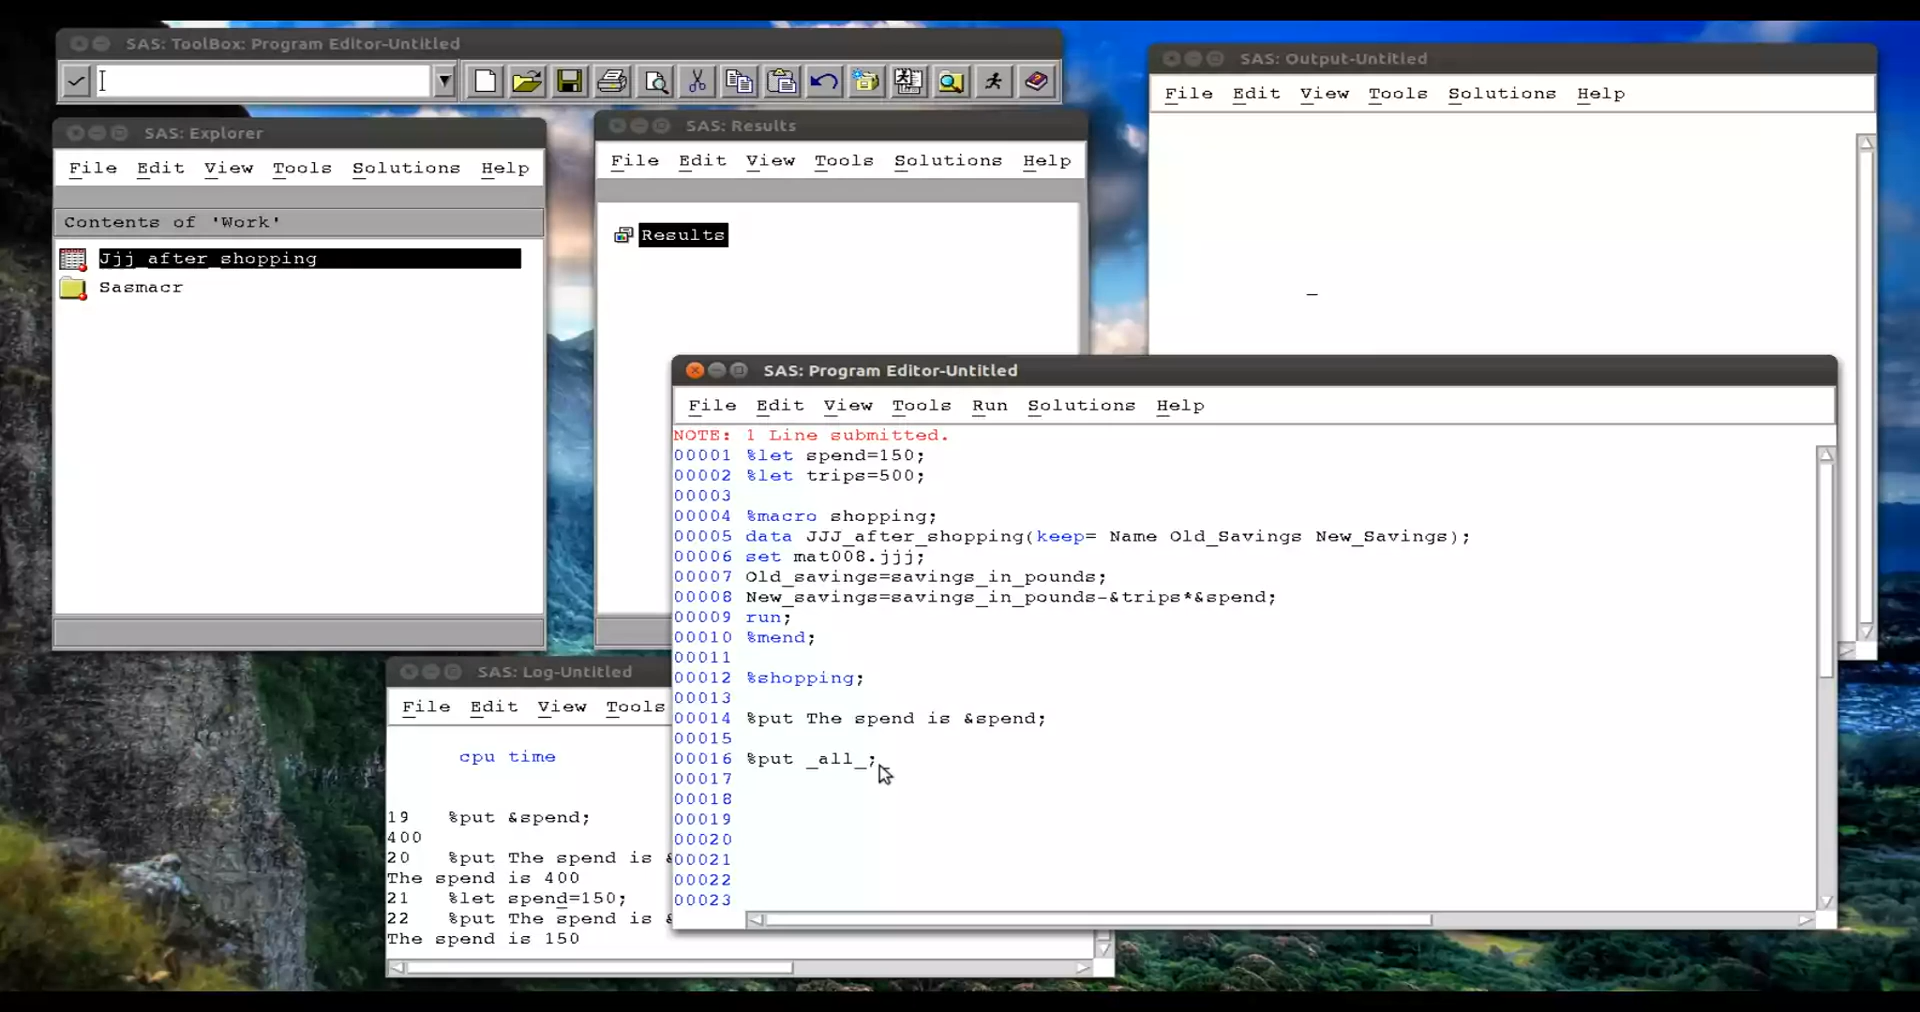 SAS: ToolBox: Program Editor-Untitled
SAS: Output-Untitled
File Edit View Tools Solutions Help
SAS: Explorer
File Edit View Tools Solutions Help
Contents of 'Work'
Jjj_after_shopping
Sasmacr
SAS: Results
File Edit View Tools Solutions Help
Results
SAS: Program Editor-Untitled
File Edit View Tools Run Solutions Help
NOTE: 1 Line submitted.
00001 %let spend=150;
00002 %let trips=500;
00003
00004 %macro shopping;
00005 data JJJ_after_shopping(keep= Name Old_Savings New_Savings);
00006 set mat008.jjj;
00007 Old_savings=savings_in_pounds;
00008 New_savings=savings_in_pounds-&trips*&spend;
00009 run;
00010 %mend;
00011
00012 %shopping;
00013
00014 %put The spend is &spend;
00015
00016 %put _all_;
00017
00018
00019
00020
00021
00022
00023
SAS: Log-Untitled
File Edit View Tools
cpu time
19 %put &spend;
400
20 %put The spend is &
The spend is 400
21 %let spend=150;
22 %put The spend is &
The spend is 150